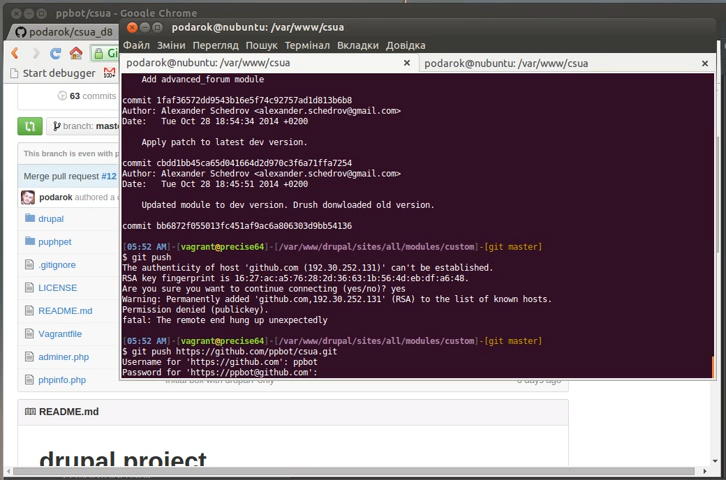 ppbot/csua - Google Chrome
podarok/csua_d8
Start debugger
63 commits
branch:
This branch is even with
Merge pull request #12
podarok authored a
drupal
puphpet
.gitignore
LICENSE
README.md
Vagrantfile
adminer.php
phpinfo.php
README.md
drupal project
podarok@nubuntu: /var/www/csua
Файл Зміни Перегляд Пошук Термінал Вкладки Довідка
podarok@nubuntu: /var/www/csua
podarok@nubuntu: /var/www/csua
Add advanced_forum module
commit 1faf36572dd9543b16e5f74c92757ad1d813b6b8
Author: Alexander Schedrov <alexander.schedrov@gmail.com>
Date: Tue Oct 28 18:54:34 2014 +0200
Apply patch to latest dev version.
commit cbdd1bb45ca65d041664d2d970c3f6a71ffa7254
Author: Alexander Schedrov <alexander.schedrov@gmail.com>
Date: Tue Oct 28 18:45:51 2014 +0200
Updated module to dev version. Drush donwloaded old version.
commit bb6872f055013fc451af9ac6a806303d9bb54136
[05:52 AM]-[vagrant@precise64]-[/var/www/drupal/sites/all/modules/custom]-[git master]
$ git push
The authenticity of host 'github.com (192.30.252.131)' can't be established.
RSA key fingerprint is 16:27:ac:a5:76:28:2d:36:63:1b:56:4d:eb:df:a6:48.
Are you sure you want to continue connecting (yes/no)? yes
Warning: Permanently added 'github.com,192.30.252.131' (RSA) to the list of known hosts.
Permission denied (publickey).
fatal: The remote end hung up unexpectedly
[05:52 AM]-[vagrant@precise64]-[/var/www/drupal/sites/all/modules/custom]-[git master]
$ git push https://github.com/ppbot/csua.git
Username for 'https://github.com': ppbot
Password for 'https://ppbot@github.com':